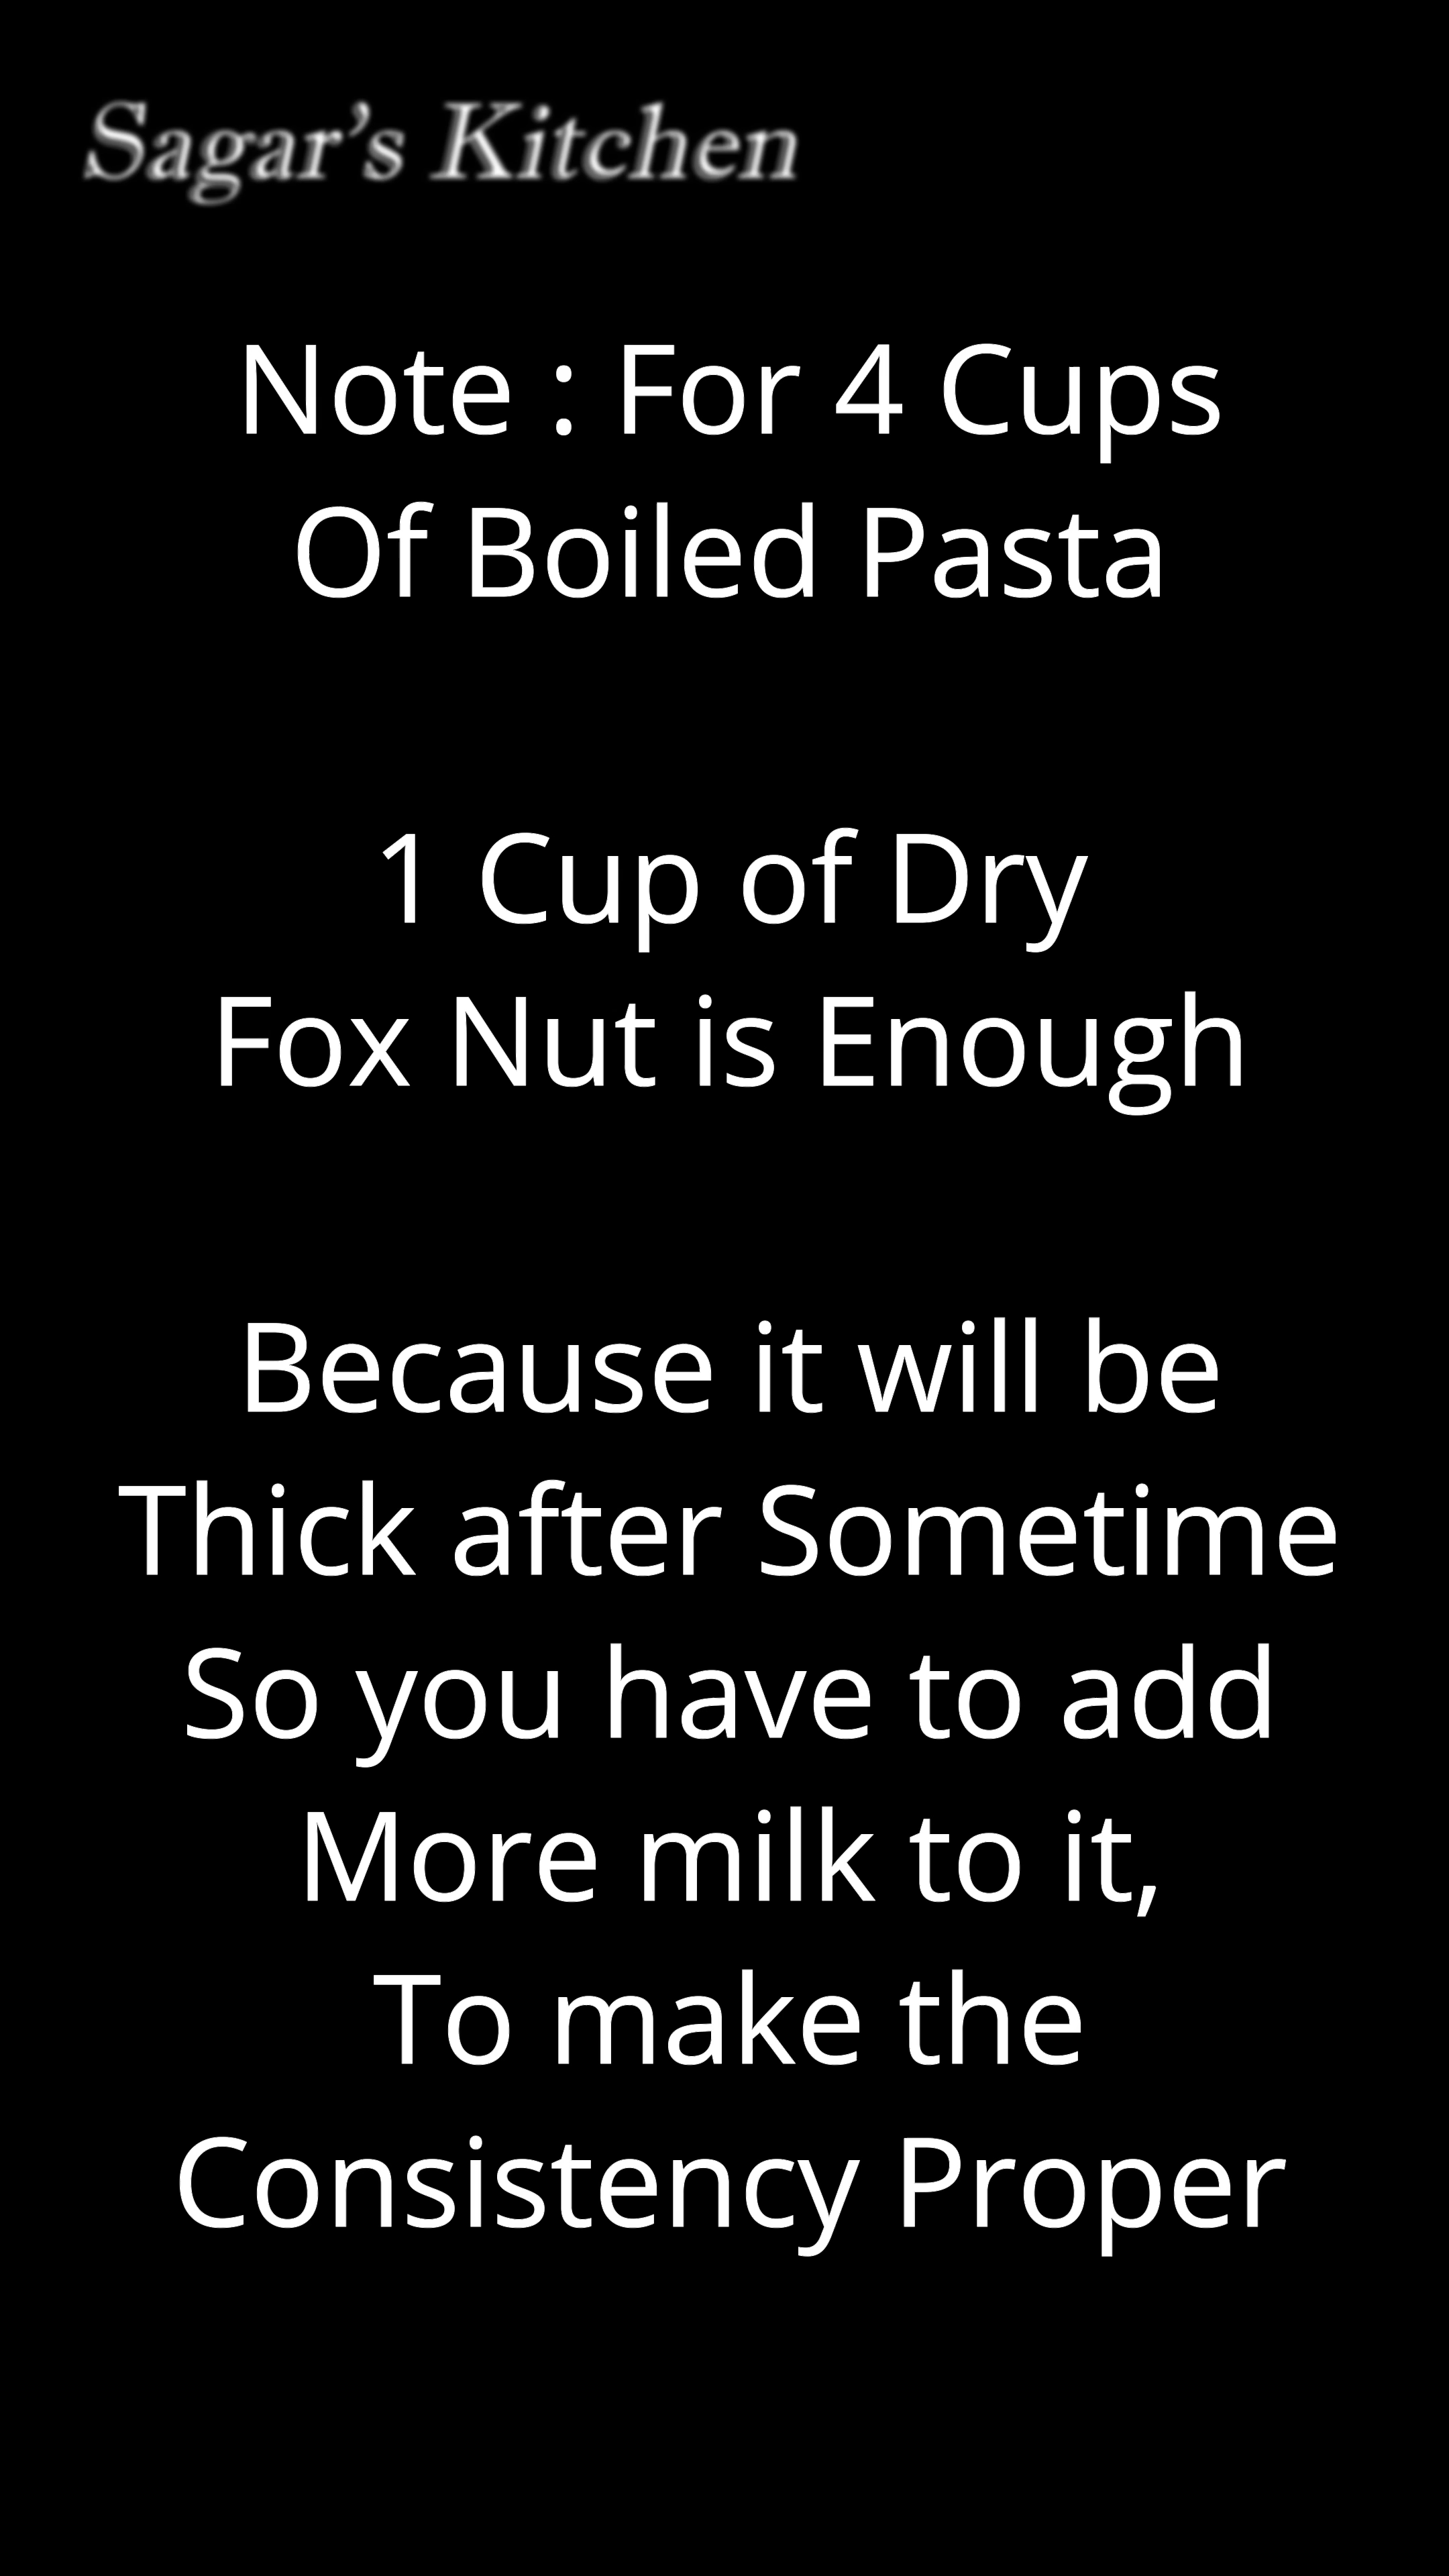 Sagar's Kitchen
Note : For 4 Cups
Of Boiled Pasta
1 Cup of Dry
Fox Nut is Enough
Because it will be
Thick after Sometime
So you have to add
More milk to it,
To make the
Consistency Proper